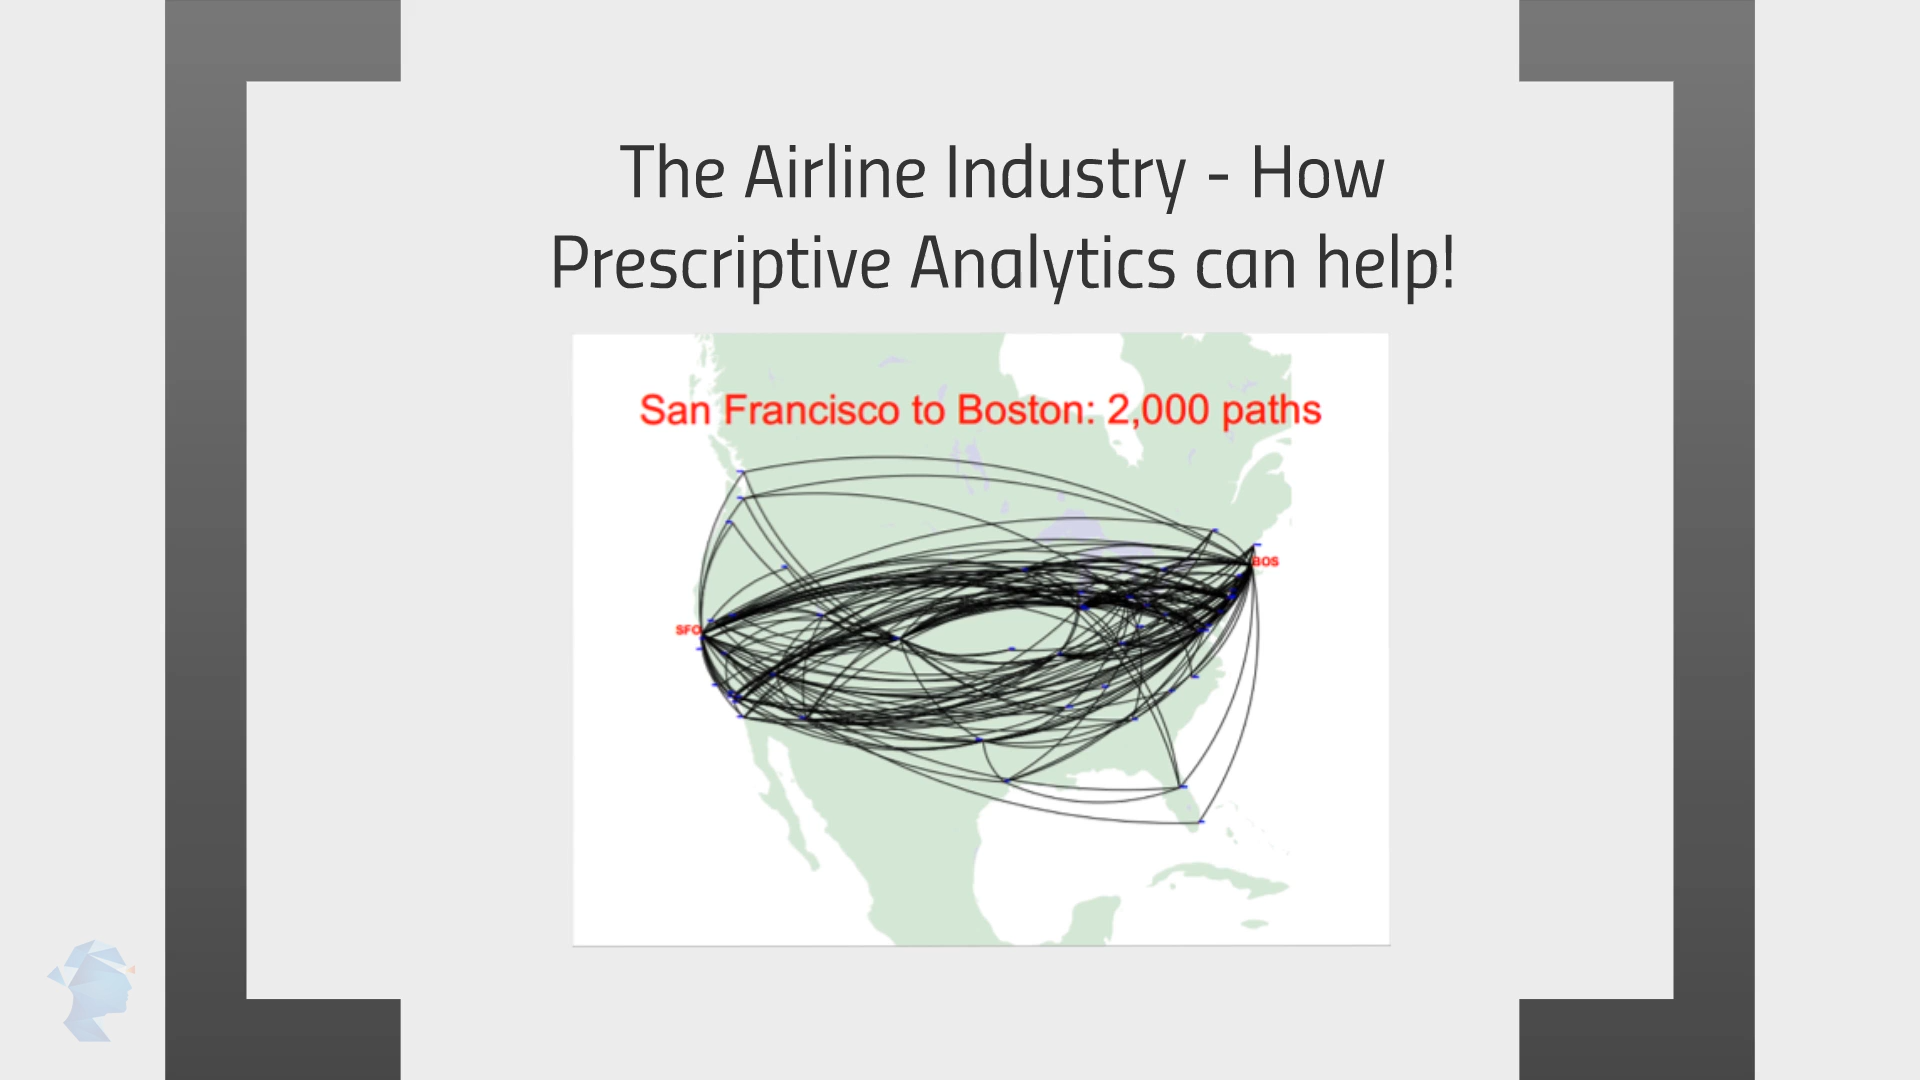 The Airline Industry - How
Prescriptive Analytics can help!
San Francisco to Boston: 2,000 paths
BOS
SFO